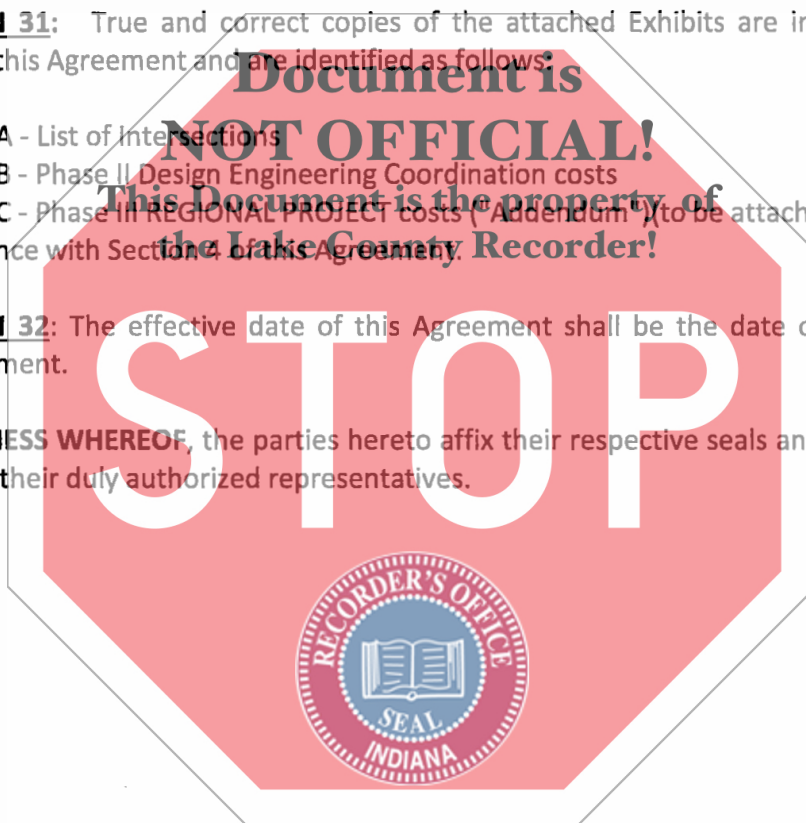 31: True and correct copies of the attached Exhibits are in
this Agreement and are identified as follows:
Document is
A - List of Intersections
NOT OFFICIAL!
B - Phase II Design Engineering Coordination costs
This Document is the property of
C - Phase III REGIONAL PROJECT costs ("Addendum") (to be attach
the Lake County Recorder!
nce with Section 4 of this Agreement.
32: The effective date of this Agreement shall be the date o
ment.
STOP
ESS WHEREOF, the parties hereto affix their respective seals an
their duly authorized representatives.
RECORDER'S OFFICE
SEAL
INDIANA